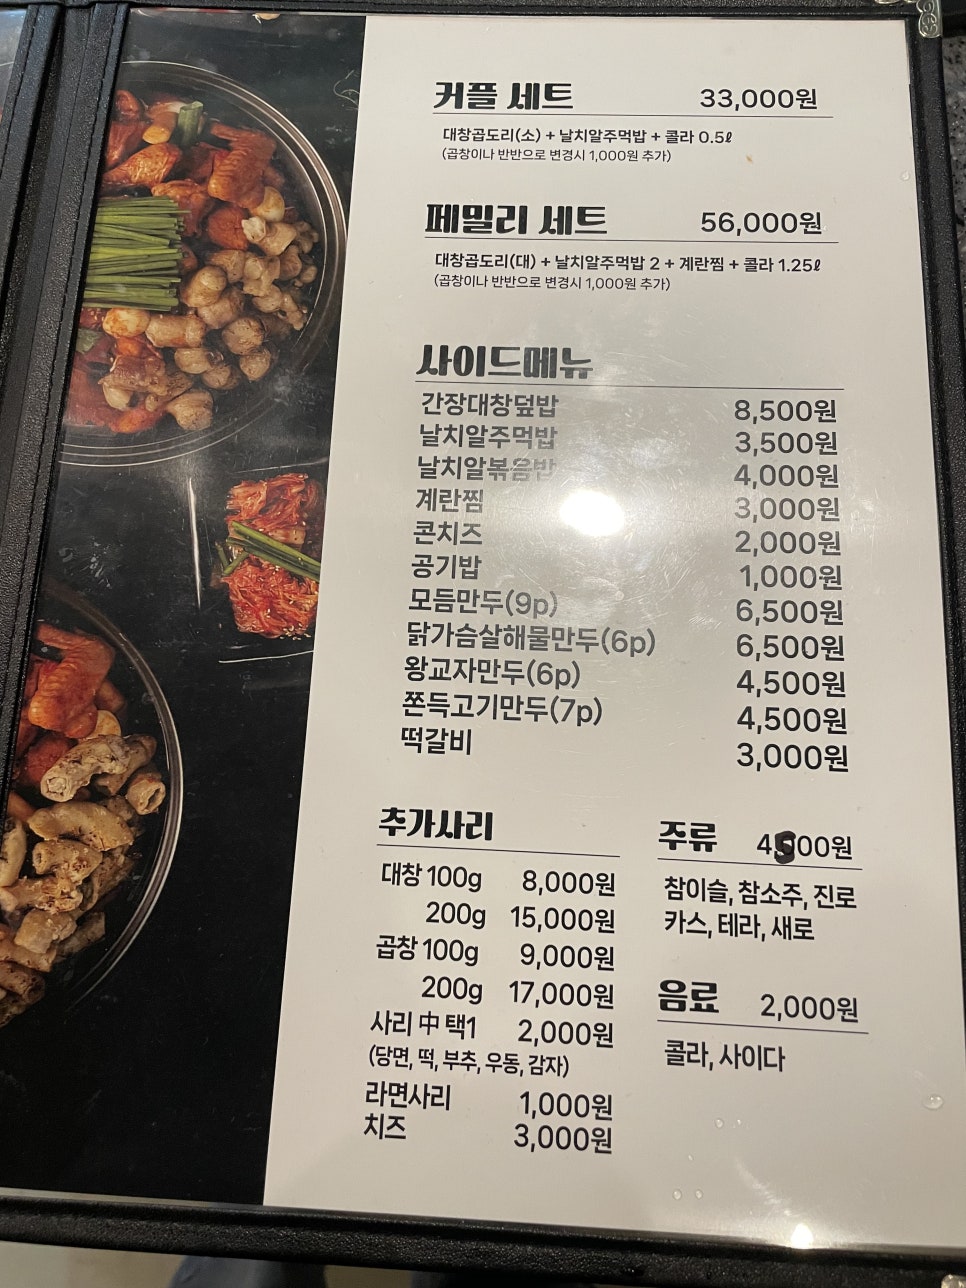 커플 세트 33,000원
대창곱도리(소) + 날치알주먹밥 + 콜라 0.5ℓ
(곱창이나 반반으로 변경시 1,000원 추가)
페밀리 세트 56,000원
대창곱도리(대) + 날치알주먹밥 2 + 계란찜 + 콜라 1.25ℓ
(곱창이나 반반으로 변경시 1,000원 추가)
사이드메뉴
간장대창덮밥 8,500원
날치알주먹밥 3,500원
날치알볶음밥 4,000원
계란찜 3,000원
콘치즈 2,000원
공기밥 1,000원
모듬만두(9p) 6,500원
닭가슴살해물만두(6p) 6,500원
왕교자만두(6p) 4,500원
쫀득고기만두(7p) 4,500원
떡갈비 3,000원
추가사리
대창 100g 8,000원
200g 15,000원
곱창 100g 9,000원
200g 17,000원
사리 中 택1 2,000원
(당면, 떡, 부추, 우동, 감자)
라면사리 1,000원
치즈 3,000원
주류 4500원
참이슬, 참소주, 진로
카스, 테라, 새로
음료 2,000원
콜라, 사이다